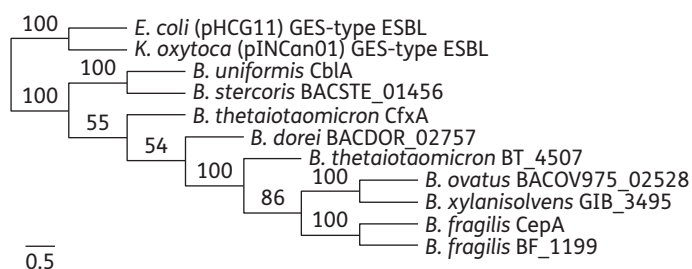 100 E. coli (pHCG11) GES-type ESBL
K. oxytoca (pINCan01) GES-type ESBL
100 B. uniformis CblA
100 B. stercoris BACSTE_01456
55 B. thetaiotaomicron CfxA
54 B. dorei BACDOR_02757
100 B. thetaiotaomicron BT_4507
100 B. ovatus BACOV975_02528
86 B. xylanisolvens GIB_3495
100 B. fragilis CepA
B. fragilis BF_1199
0.5